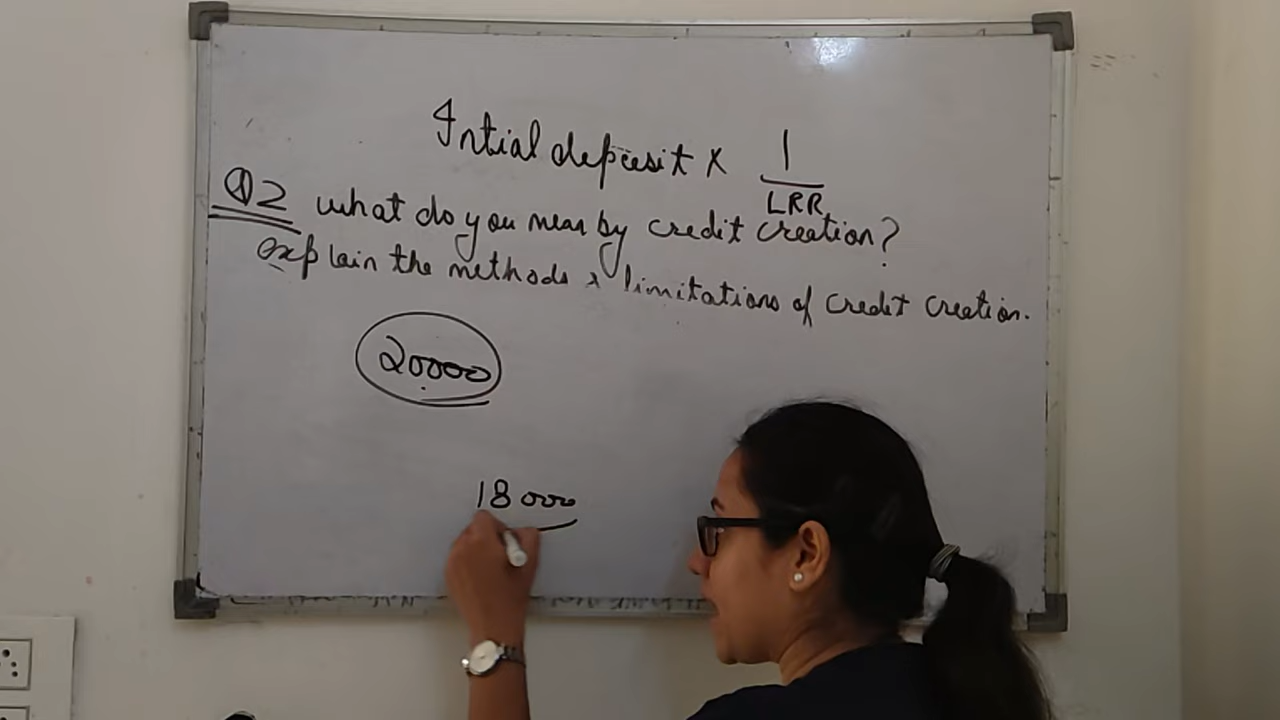 Intial deposit x 1
LRR
Q2 what do you mean by credit creation?
explain the methods & limitations of credit creation.
20000
18000